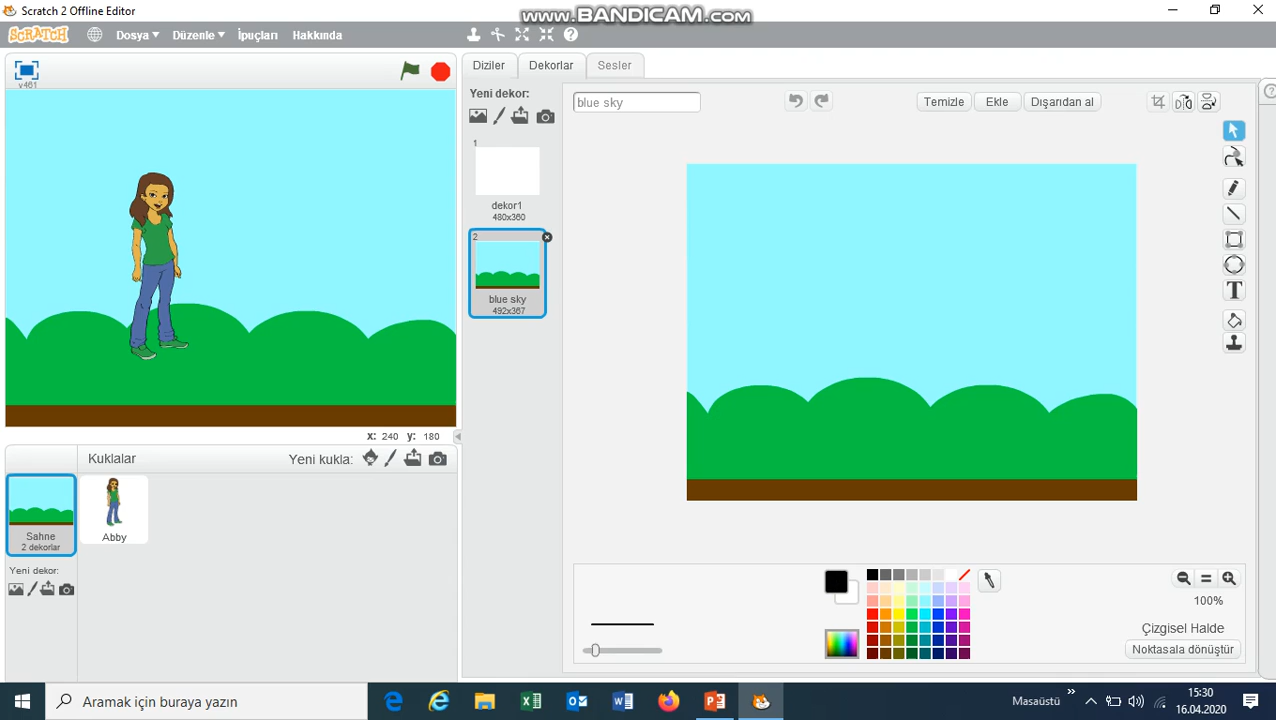 Scratch 2 Offline Editor
www.BANDICAM.com
SCRATCH
Dosya
Düzenle
İpuçları
Hakkında
v461
Diziler
Dekorlar
Sesler
Yeni dekor:
blue sky
Temizle
Ekle
Dışarıdan al
1
dekor1
480x360
2
blue sky
492x367
x: 240 y: 180
Kuklalar
Yeni kukla:
Sahne
2 dekorlar
Abby
Yeni dekor:
100%
Çizgisel Halde
Noktasala dönüştür
Aramak için buraya yazın
Masaüstü
15:30
16.04.2020